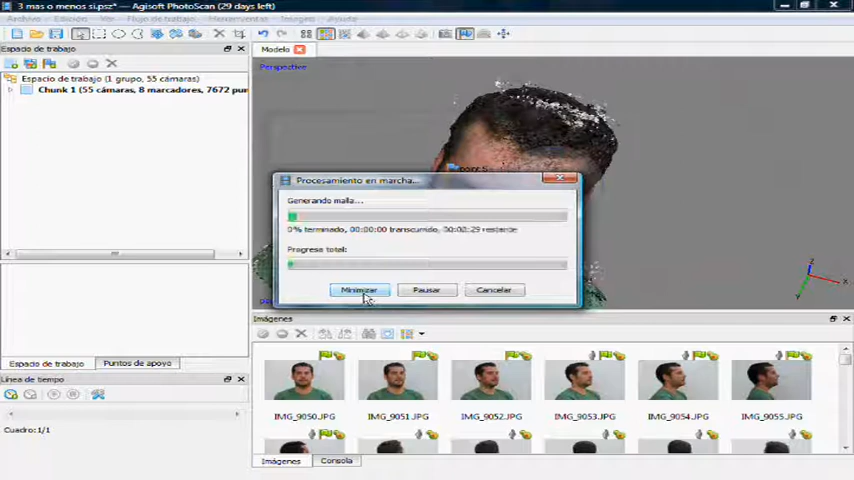 3 mas o menos si.psz* — Agisoft PhotoScan (29 days left)
Archivo Edición Ver Flujo de trabajo Herramientas Imagen Ayuda
Espacio de trabajo
Modelo
Perspective
Espacio de trabajo (1 grupo, 55 cámaras)
Chunk 1 (55 cámaras, 8 marcadores, 7672 pun
point 5
Procesamiento en marcha...
Generando malla...
0% terminado, 00:00:00 transcurrido, 00:00:29 restante
Progreso total:
Minimizar Pausar Cancelar
Z
X
Y
Imágenes
IMG_9050.JPG IMG_9051.JPG IMG_9052.JPG IMG_9053.JPG IMG_9054.JPG IMG_9055.JPG
Espacio de trabajo Puntos de apoyo
Línea de tiempo
Cuadro:1/1
Imágenes Consola